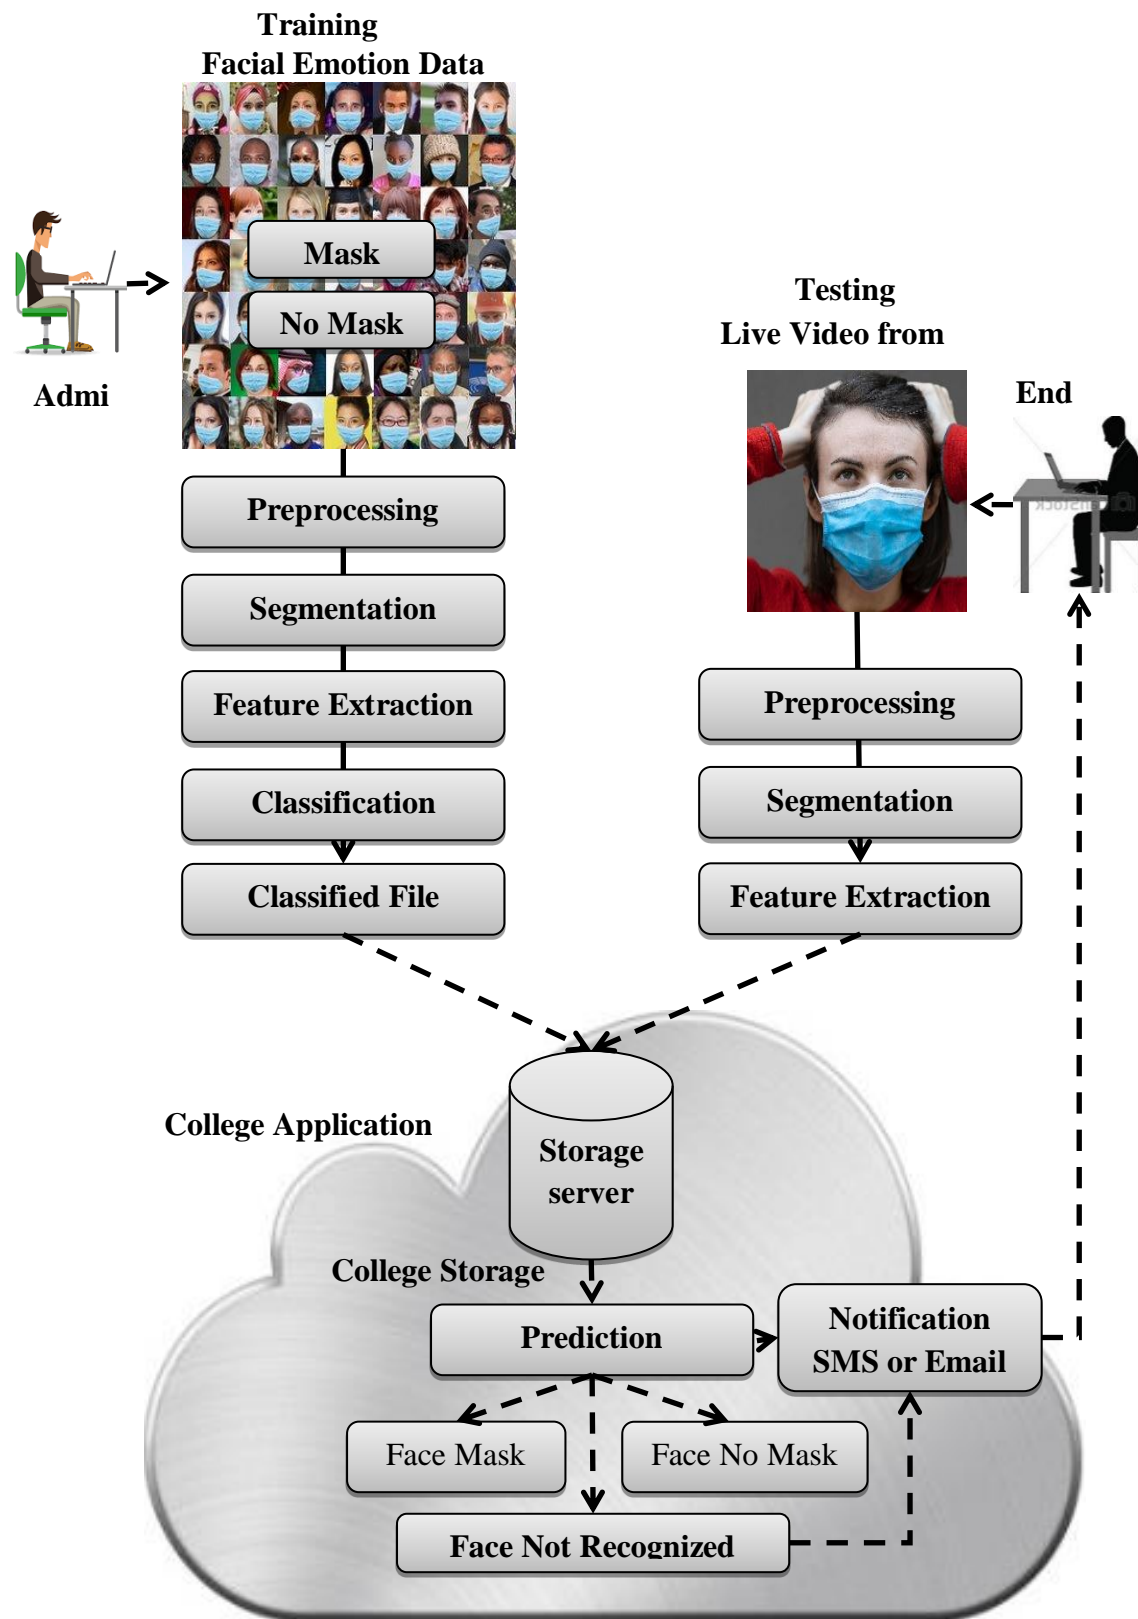 Training
Facial Emotion Data
Mask
No Mask
Admi
Testing
Live Video from
End
Preprocessing
Segmentation
Feature Extraction
Classification
Classified File
Preprocessing
Segmentation
Feature Extraction
College Application
Storage
server
College Storage
Prediction
Notification
SMS or Email
Face Mask
Face No Mask
Face Not Recognized